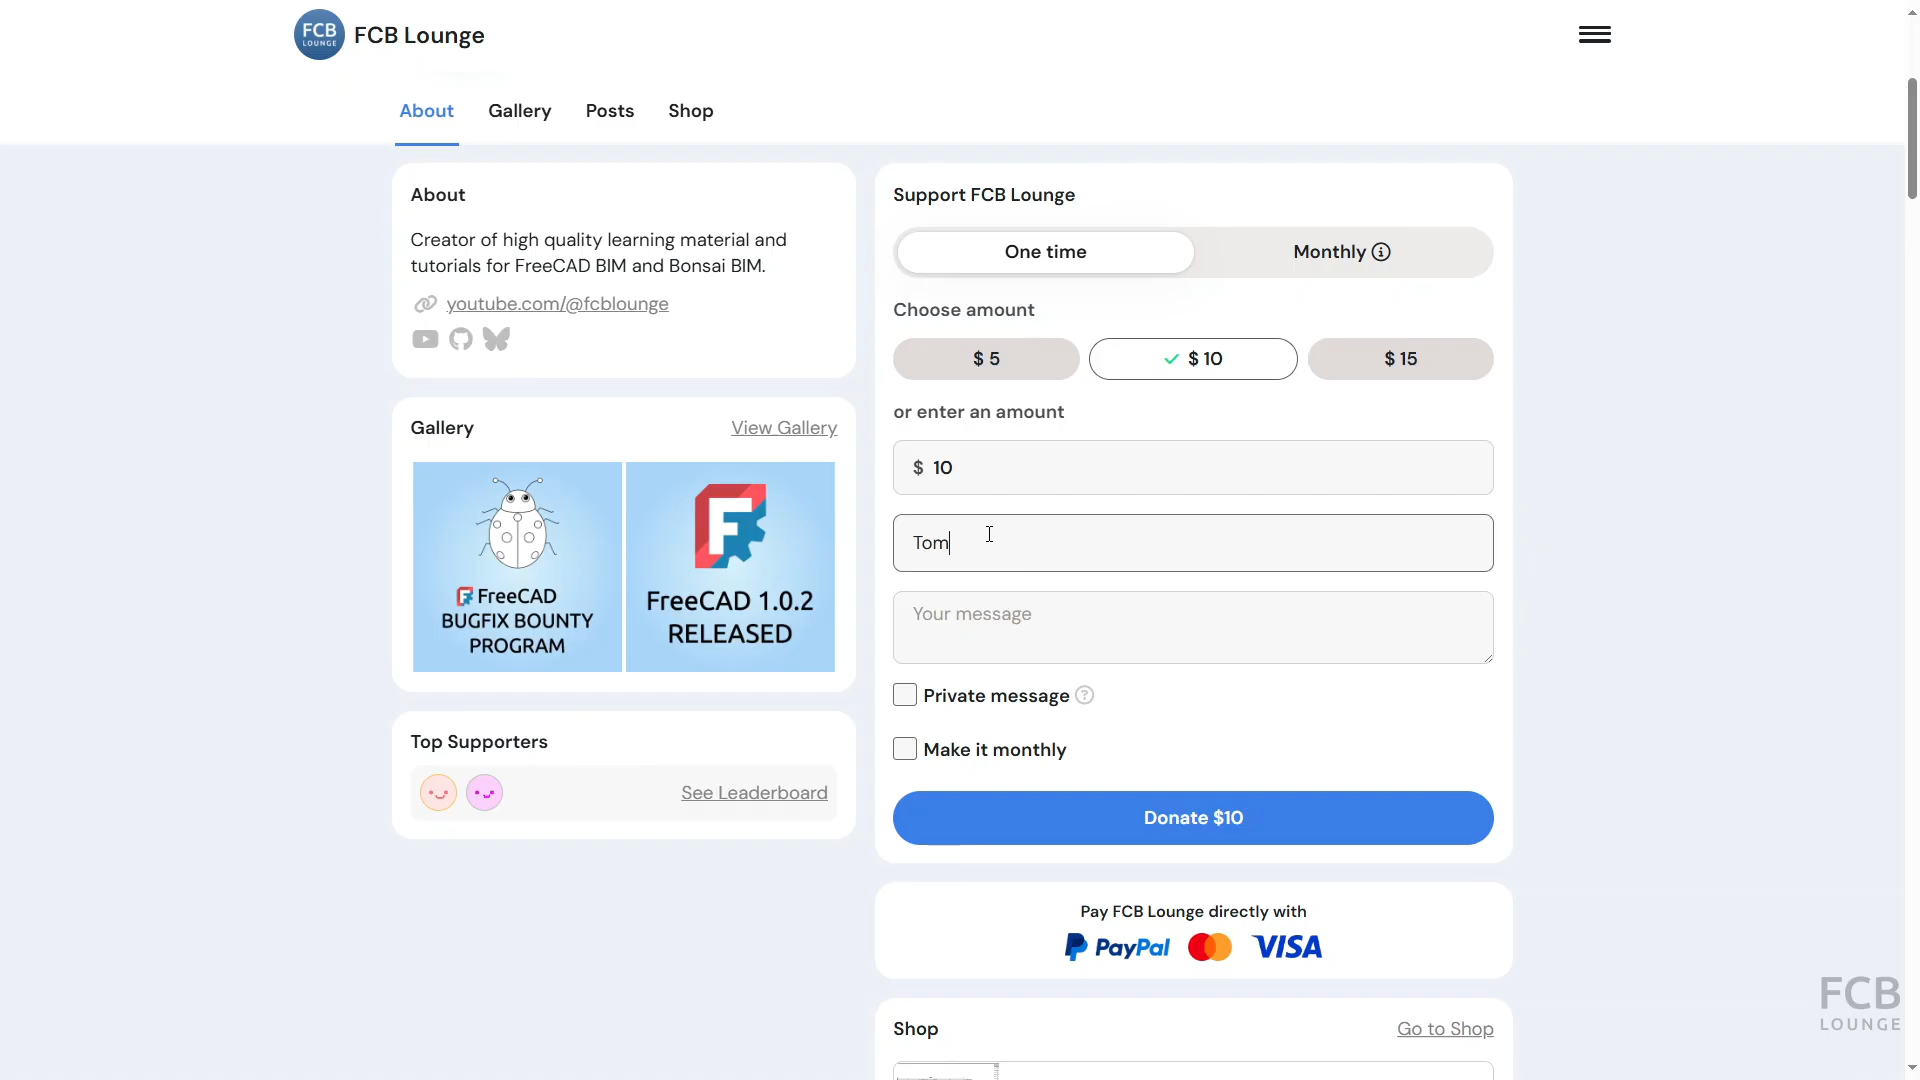 FCB
LOUNGE
FCB Lounge
About
Gallery
Posts
Shop
About
Creator of high quality learning material and
tutorials for FreeCAD BIM and Bonsai BIM.
youtube.com/@fcblounge
Gallery
View Gallery
FreeCAD
BUGFIX BOUNTY
PROGRAM
FreeCAD 1.0.2
RELEASED
Top Supporters
See Leaderboard
Support FCB Lounge
One time
Monthly
Choose amount
$ 5
$ 10
$ 15
or enter an amount
$ 10
Tom
Your message
Private message ?
Make it monthly
Donate $10
Pay FCB Lounge directly with
PayPal
VISA
Shop
Go to Shop
FCB
LOUNGE